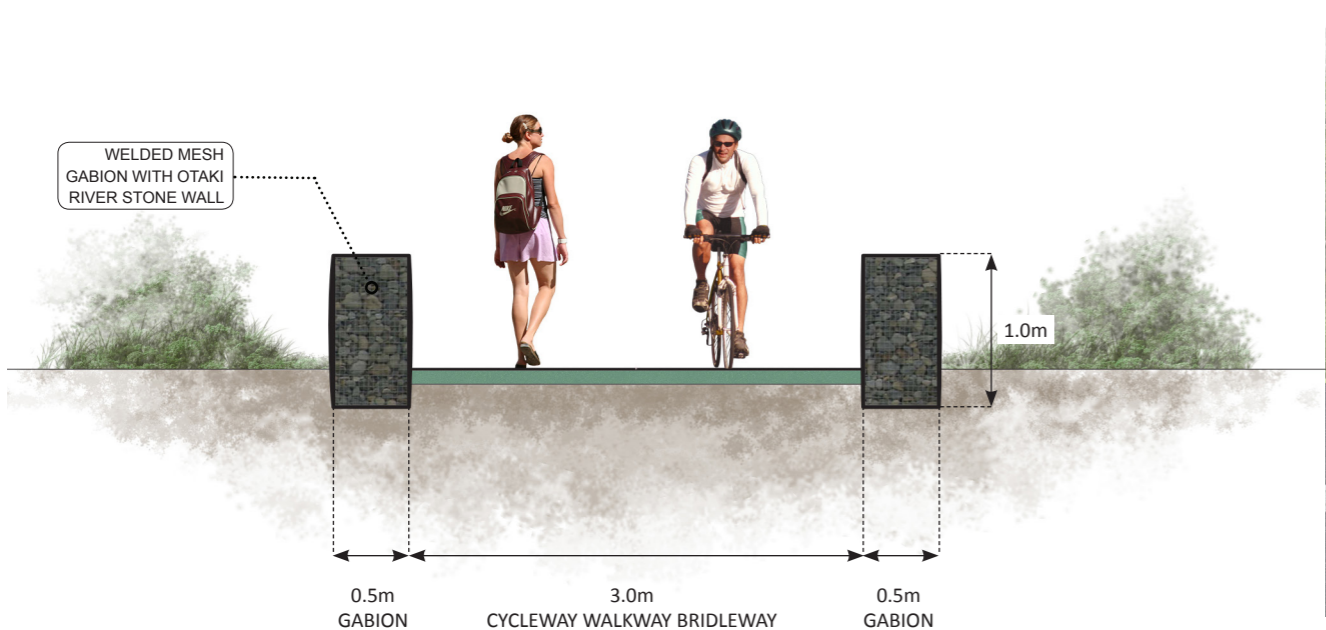 WELDED MESH
GABION WITH OTAKI
RIVER STONE WALL
1.0m
0.5m
GABION
3.0m
CYCLEWAY WALKWAY BRIDLEWAY
0.5m
GABION